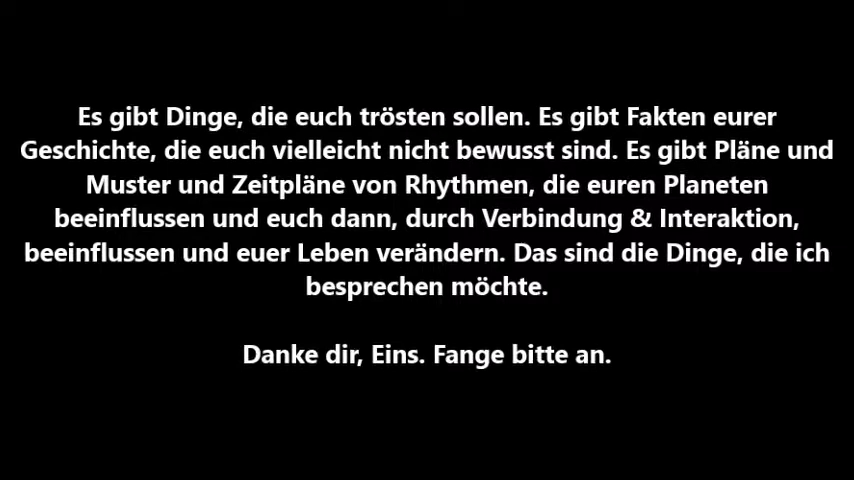 Es gibt Dinge, die euch trösten sollen. Es gibt Fakten eurer
Geschichte, die euch vielleicht nicht bewusst sind. Es gibt Pläne und
Muster und Zeitpläne von Rhythmen, die euren Planeten
beeinflussen und euch dann, durch Verbindung & Interaktion,
beeinflussen und euer Leben verändern. Das sind die Dinge, die ich
besprechen möchte.
Danke dir, Eins. Fange bitte an.